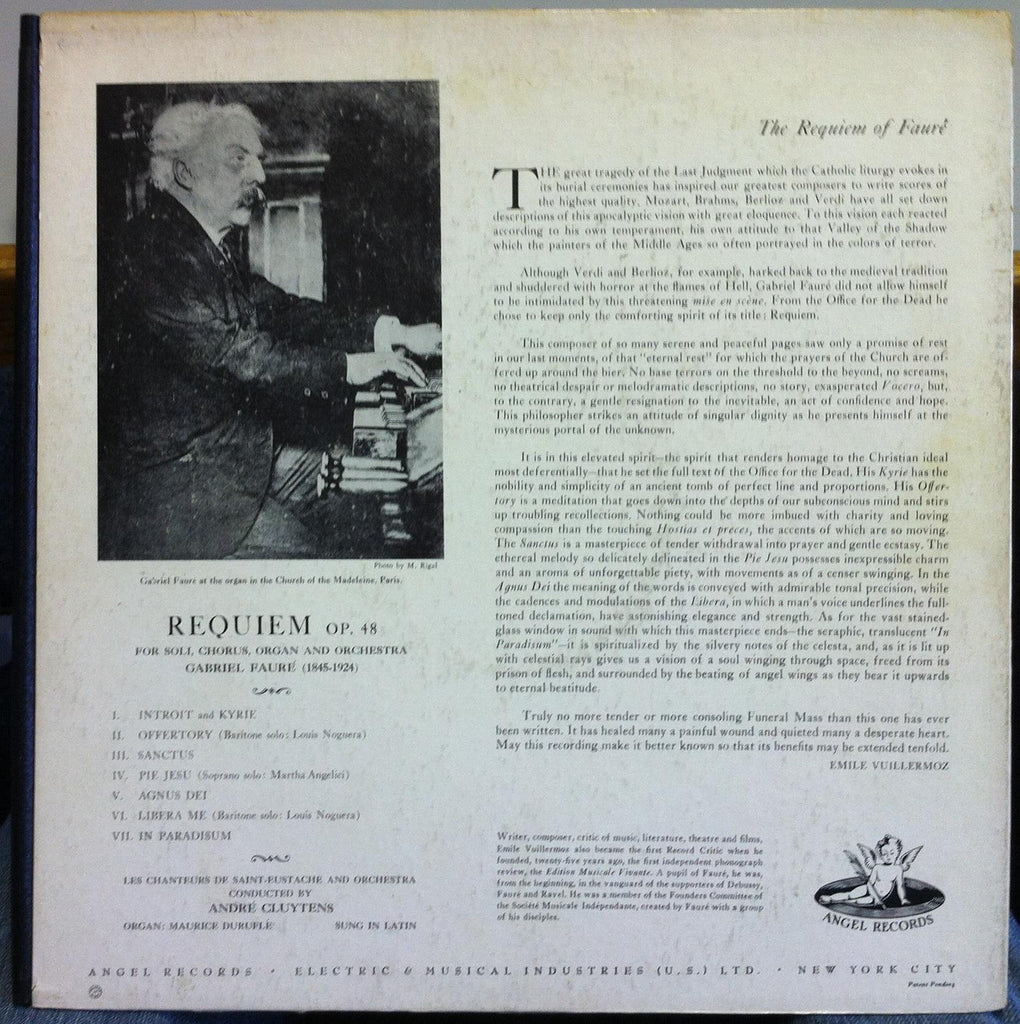 Photo by M. Rigal
Gabriel Fauré at the organ in the Church of the Madeleine, Paris.
REQUIEM OP. 48
FOR SOLI, CHORUS, ORGAN AND ORCHESTRA
GABRIEL FAURÉ (1845-1924)
I. INTROIT and KYRIE
II. OFFERTORY (Baritone solo: Louis Noguera)
III. SANCTUS
IV. PIE JESU (Soprano solo: Martha Angelici)
V. AGNUS DEI
VI. LIBERA ME (Baritone solo: Louis Noguera)
VII. IN PARADISUM
LES CHANTEURS DE SAINT-EUSTACHE AND ORCHESTRA
CONDUCTED BY
ANDRÉ CLUYTENS
ORGAN: MAURICE DURUFLÉ SUNG IN LATIN
The Requiem of Fauré
THE great tragedy of the Last Judgment which the Catholic liturgy evokes in
its burial ceremonies has inspired our greatest composers to write scores of
the highest quality. Mozart, Brahms, Berlioz and Verdi have all set down
descriptions of this apocalyptic vision with great eloquence. To this vision each reacted
according to his own temperament, his own attitude to that Valley of the Shadow
which the painters of the Middle Ages so often portrayed in the colors of terror.
Although Verdi and Berlioz, for example, harked back to the medieval tradition
and shuddered with horror at the flames of Hell, Gabriel Fauré did not allow himself
to be intimidated by this threatening mise en scène. From the Office for the Dead he
chose to keep only the comforting spirit of its title: Requiem.
This composer of so many serene and peaceful pages saw only a promise of rest
in our last moments, of that "eternal rest" for which the prayers of the Church are of-
fered up around the bier. No base terrors on the threshold to the beyond, no screams,
no theatrical despair or melodramatic descriptions, no story, exasperated Vocero, but,
to the contrary, a gentle resignation to the inevitable, an act of confidence and hope.
This philosopher strikes an attitude of singular dignity as he presents himself at the
mysterious portal of the unknown.
It is in this elevated spirit—the spirit that renders homage to the Christian ideal
most deferentially—that he set the full text of the Office for the Dead. His Kyrie has the
nobility and simplicity of an ancient tomb of perfect line and proportions. His Offer-
tory is a meditation that goes down into the depths of our subconscious mind and stirs
up troubling recollections. Nothing could be more imbued with charity and loving
compassion than the touching Hostias et preces, the accents of which are so moving.
The Sanctus is a masterpiece of tender withdrawal into prayer and gentle ecstasy. The
ethereal melody so delicately delineated in the Pie Jesu possesses inexpressible charm
and an aroma of unforgettable piety, with movements as of a censer swinging. In the
Agnus Dei the meaning of the words is conveyed with admirable tonal precision, while
the cadences and modulations of the Libera, in which a man's voice underlines the full-
toned declamation, have astonishing elegance and strength. As for the vast stained-
glass window in sound with which this masterpiece ends—the seraphic, translucent "In
Paradisum"—it is spiritualized by the silvery notes of the celesta, and, as it is lit up
with celestial rays gives us a vision of a soul winging through space, freed from its
prison of flesh, and surrounded by the beating of angel wings as they bear it upwards
to eternal beatitude.
Truly no more tender or more consoling Funeral Mass than this one has ever
been written. It has healed many a painful wound and quieted many a desperate heart.
May this recording make it better known so that its benefits may be extended tenfold.
EMILE VUILLERMOZ
Writer, composer, critic of music, literature, theatre and films,
Emile Vuillermoz also became the first Record Critic when he
founded, twenty-five years ago, the first independent phonograph
review, the Edition Musicale Vivante. A pupil of Fauré, he was,
from the beginning, in the vanguard of the supporters of Debussy,
Fauré and Ravel. He was a member of the Founders Committee of
the Société Musicale Indépendante, created by Fauré with a group
of his disciples.
ANGEL RECORDS
ANGEL RECORDS · ELECTRIC & MUSICAL INDUSTRIES (U.S.) LTD. · NEW YORK CITY
Patent Pending